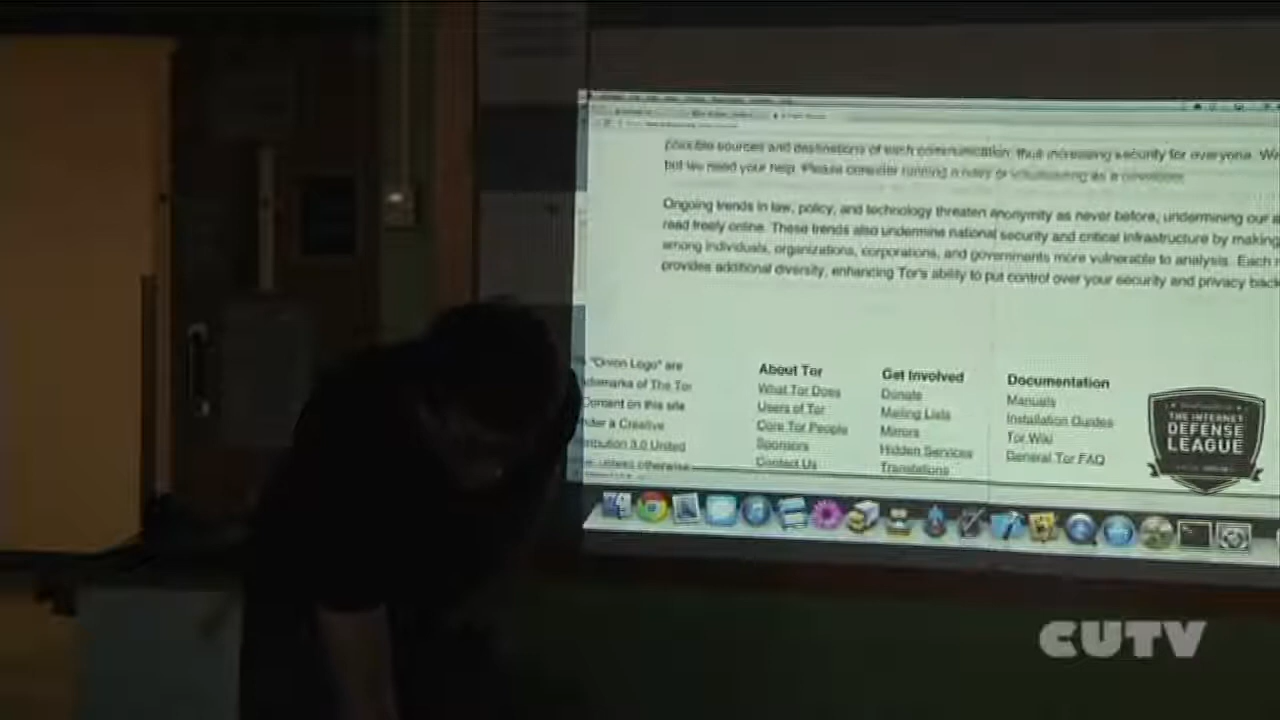 possible sources and destinations of each communication, thus increasing security for everyone. We
but we need your help. Please consider running a relay or volunteering as a
Ongoing trends in law, policy, and technology threaten anonymity as never before, undermining our a
read freely online. These trends also undermine national security and critical infrastructure by making
among individuals, organizations, corporations, and governments more vulnerable to analysis. Each
provides additional diversity, enhancing Tor's ability to put control over your security and privacy back
"Onion Logo" are
demarks of The Tor
Content on this site
nder a Creative
tribution 3.0 United
unless otherwise
About Tor
What Tor Does
Users of Tor
Core Tor People
Sponsors
Contact Us
Get Involved
Donate
Mailing Lists
Mirrors
Hidden Services
Translations
Documentation
Manuals
Installation Guides
Tor Wiki
General Tor FAQ
THE INTERNET
DEFENSE
LEAGUE
CUTV